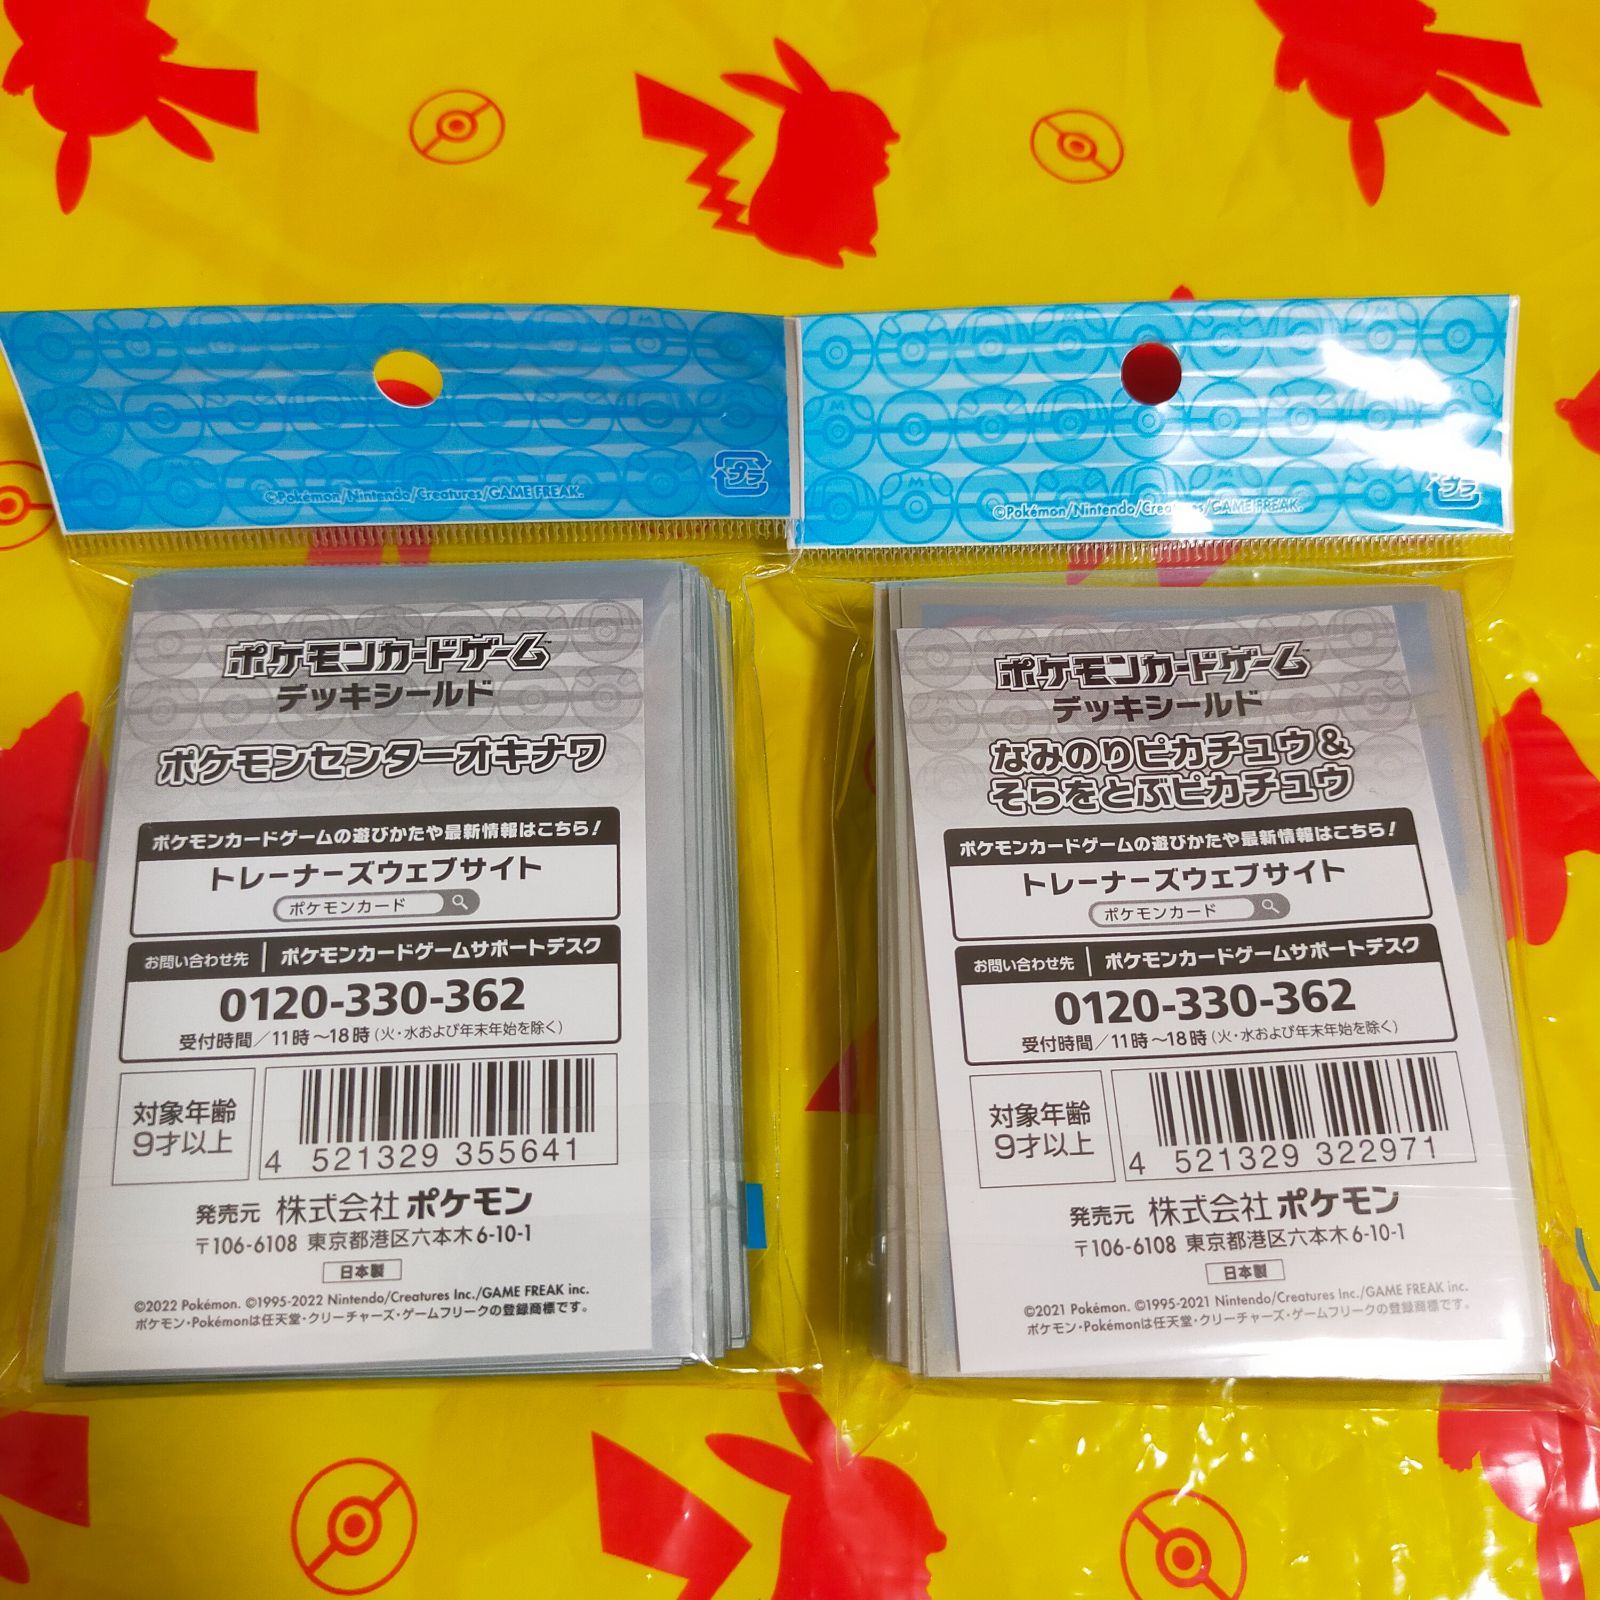 プラ
©Pokémon/Nintendo/Creatures/GAME FREAK.
ポケモンカードゲーム™
デッキシールド
ポケモンセンターオキナワ
ポケモンカードゲームの遊びかたや最新情報はこちら！
トレーナーズウェブサイト
ポケモンカード
お問い合わせ先 ポケモンカードゲームサポートデスク
0120-330-362
受付時間／11時～18時（火・水および年末年始を除く）
対象年齢
9才以上
4 521329 355641
発売元 株式会社ポケモン
〒106-6108 東京都港区六本木6-10-1
日本製
©2022 Pokémon. ©1995-2022 Nintendo/Creatures Inc./GAME FREAK inc.
ポケモン・Pokémonは任天堂・クリーチャーズ・ゲームフリークの登録商標です。
プラ
©Pokémon/Nintendo/Creatures/GAME FREAK.
ポケモンカードゲーム™
デッキシールド
なみのりピカチュウ＆
そらをとぶピカチュウ
ポケモンカードゲームの遊びかたや最新情報はこちら！
トレーナーズウェブサイト
ポケモンカード
お問い合わせ先 ポケモンカードゲームサポートデスク
0120-330-362
受付時間／11時～18時（火・水および年末年始を除く）
対象年齢
9才以上
4 521329 322971
発売元 株式会社ポケモン
〒106-6108 東京都港区六本木6-10-1
日本製
©2021 Pokémon. ©1995-2021 Nintendo/Creatures Inc./GAME FREAK inc.
ポケモン・Pokémonは任天堂・クリーチャーズ・ゲームフリークの登録商標です。